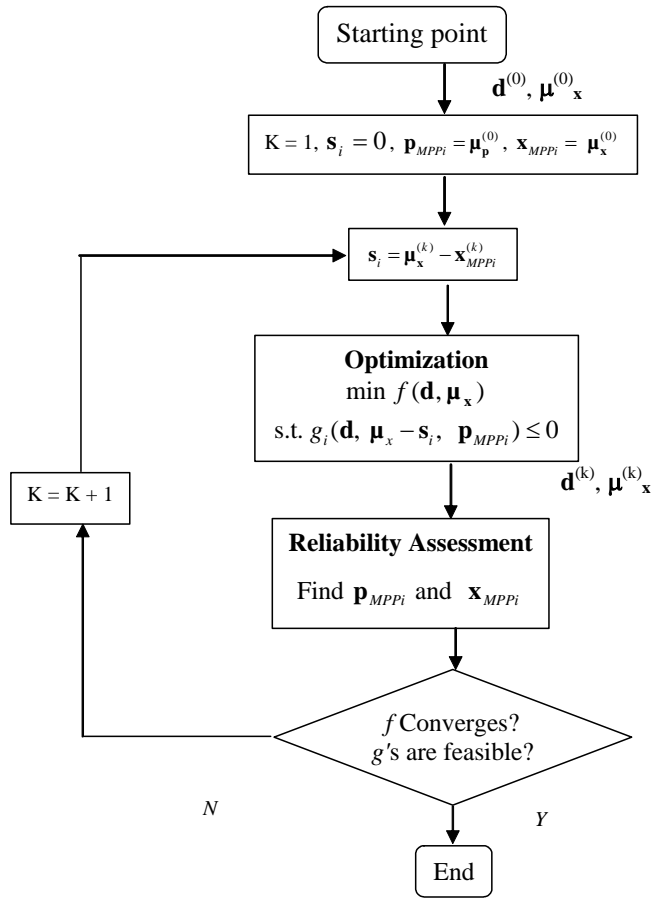 Starting point
d^(0), μ^(0)_x
K = 1, s_i = 0, p_MPPi = μ_p^(0), x_MPPi = μ_x^(0)
s_i = μ_x^(k) − x_MPPi^(k)
Optimization
min f(d, μ_x)
s.t. g_i(d, μ_x − s_i, p_MPPi) ≤ 0
d^(k), μ^(k)_x
K = K + 1
Reliability Assessment
Find p_MPPi and x_MPPi
f Converges?
g's are feasible?
N
Y
End